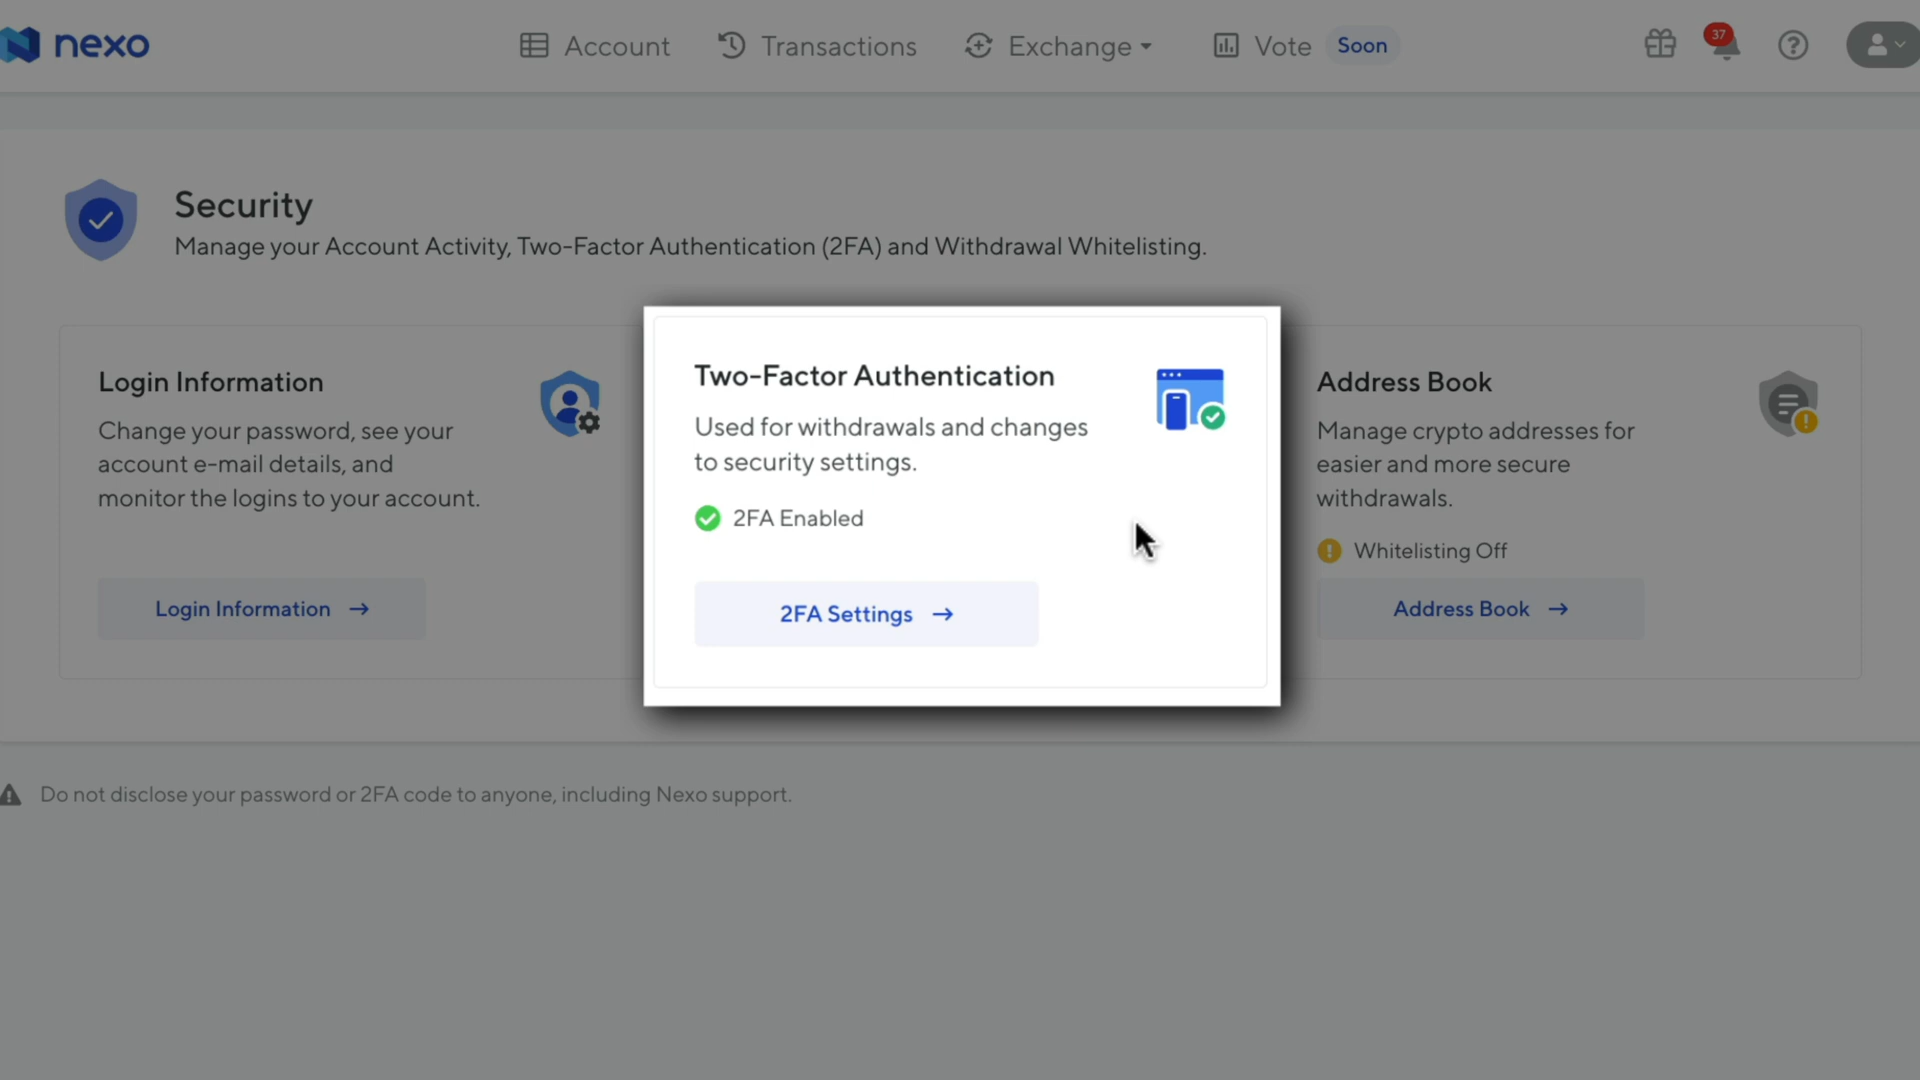 nexo
Account
Transactions
Exchange
Vote
Soon
37
Security
Manage your Account Activity, Two-Factor Authentication (2FA) and Withdrawal Whitelisting.
Login Information
Change your password, see your
account e-mail details, and
monitor the logins to your account.
Login Information →
Two-Factor Authentication
Used for withdrawals and changes
to security settings.
2FA Enabled
2FA Settings →
Address Book
Manage crypto addresses for
easier and more secure
withdrawals.
Whitelisting Off
Address Book →
Do not disclose your password or 2FA code to anyone, including Nexo support.